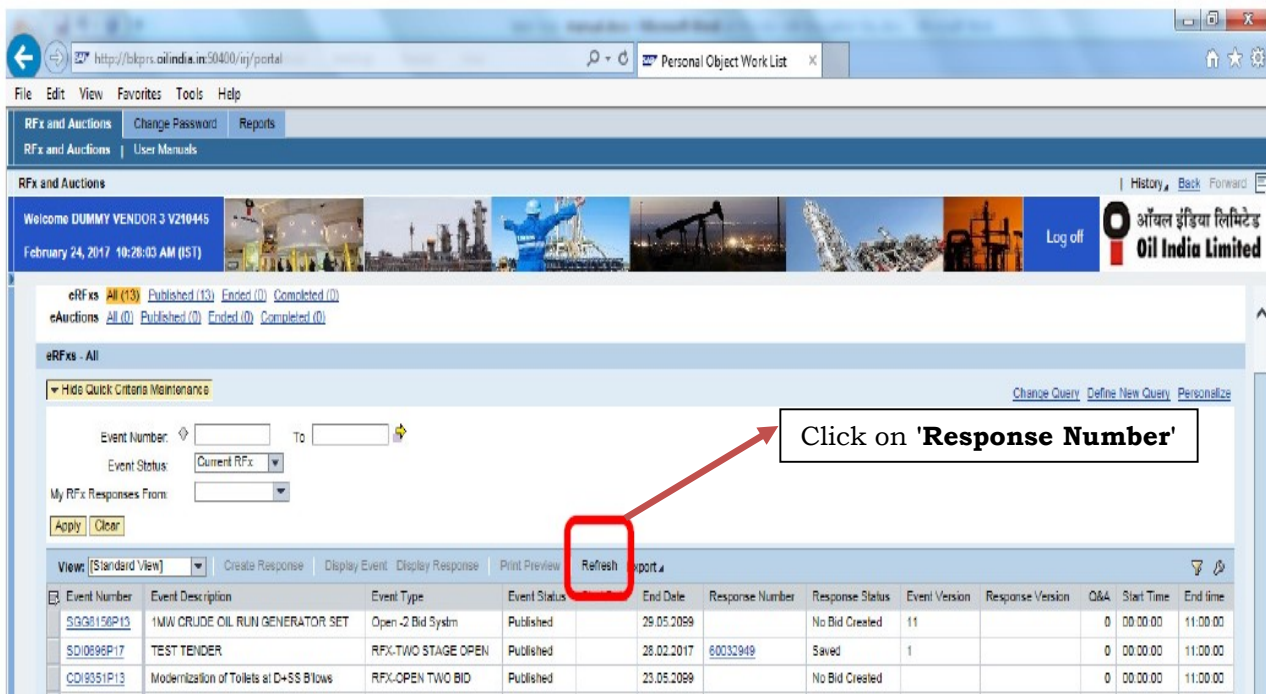 http://bkprs.oilindia.in:50400/irj/portal
Personal Object Work List
File Edit View Favorites Tools Help
RFx and Auctions Change Password Reports
RFx and Auctions | User Manuals
RFx and Auctions | History Back Forward
Welcome DUMMY VENDOR 3 V210445
February 24, 2017 10:28:03 AM (IST)
Log off
ऑयल इंडिया लिमिटेड
Oil India Limited
eRFxs All (13) Published (13) Ended (0) Completed (0)
eAuctions All (0) Published (0) Ended (0) Completed (0)
eRFxs - All
Hide Quick Criteria Maintenance Change Query Define New Query Personalize
Event Number: To
Event Status: Current RFx
My RFx Responses From:
Apply Clear
Click on 'Response Number'
View: [Standard View] Create Response Display Event Display Response Print Preview Refresh xport
Event Number Event Description Event Type Event Status End Date Response Number Response Status Event Version Response Version Q&A Start Time End time
SGG8158P13 1MW CRUDE OIL RUN GENERATOR SET Open -2 Bid Systm Published 29.05.2099 No Bid Created 11 0 00:00:00 11:00:00
SDI0696P17 TEST TENDER RFX-TWO STAGE OPEN Published 28.02.2017 60032949 Saved 1 0 00:00:00 11:00:00
CDI9351P13 Modernization of Toilets at D+SS B'lows RFX-OPEN TWO BID Published 23.05.2099 No Bid Created 0 00:00:00 11:00:00